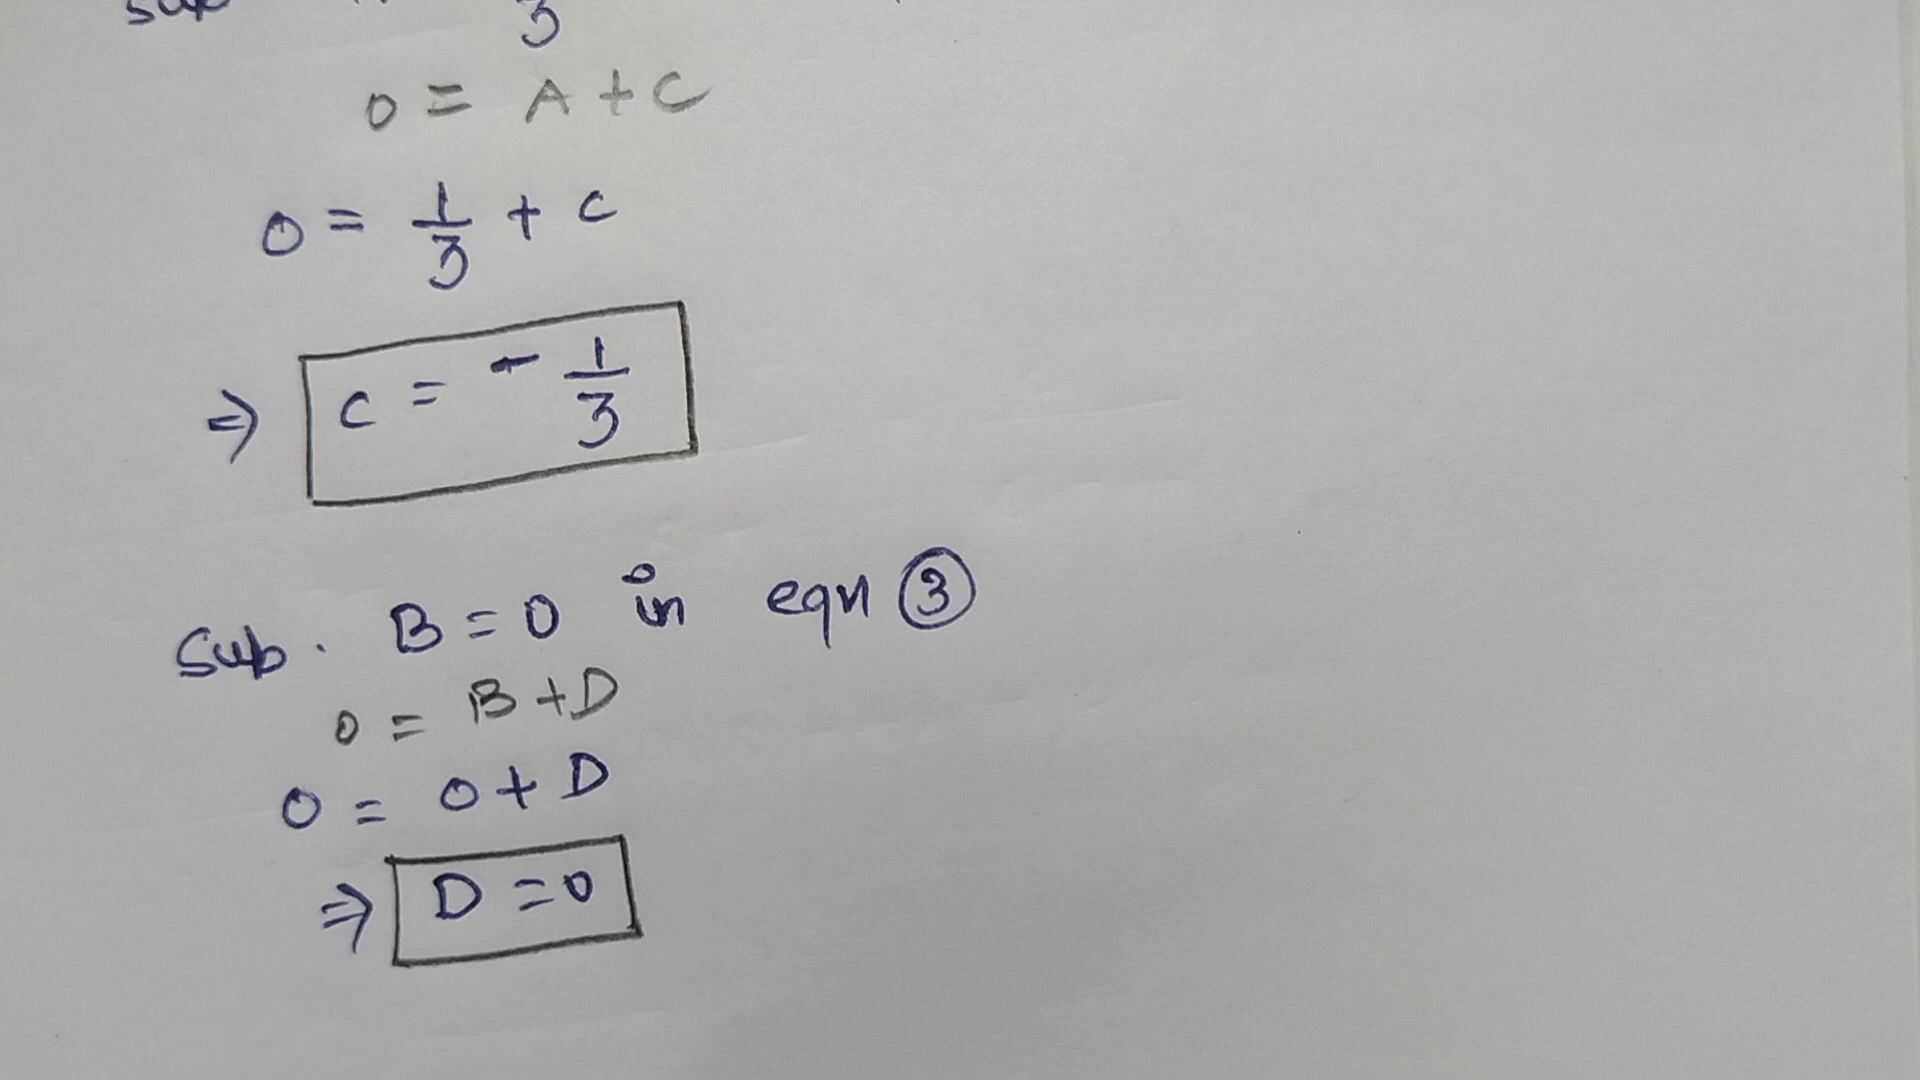 3
0 = A + C
0 = 1/3 + C
⇒ C = - 1/3
Sub. B = 0 in eqn ③
0 = B + D
0 = 0 + D
⇒ D = 0